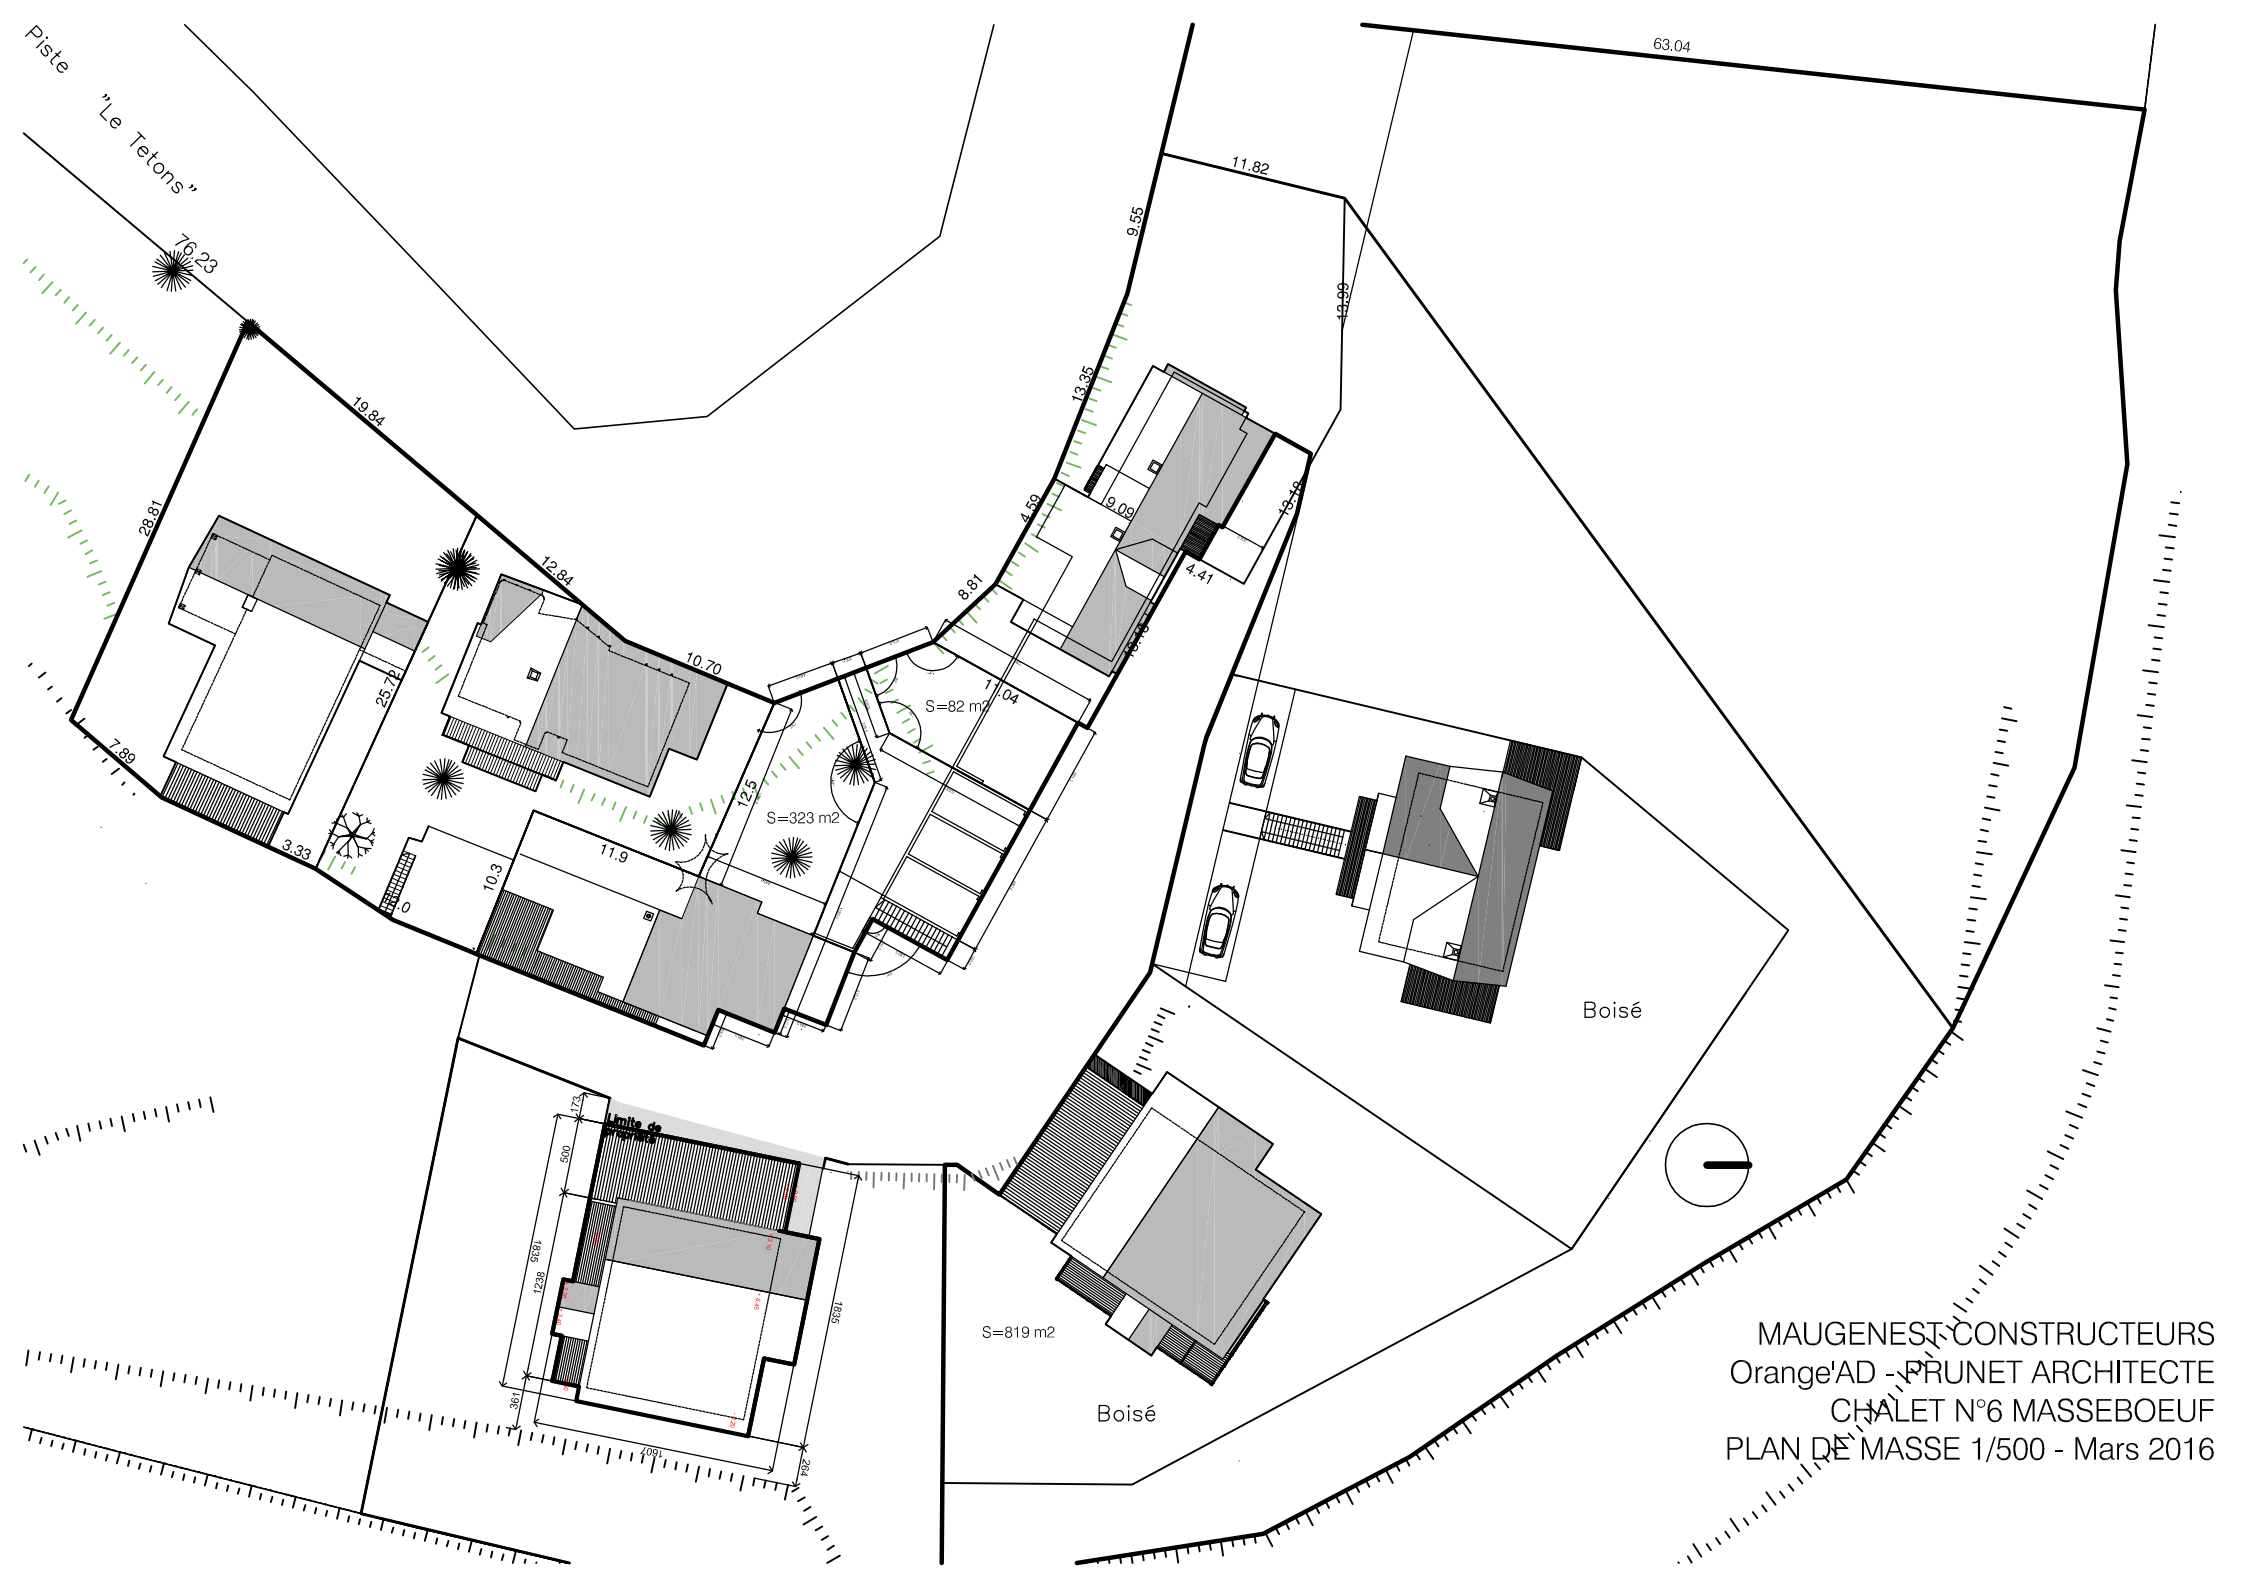 Piste
"Le Tetons"
63.04
11.82
9.55
76.23
13.99
13.35
19.84
28.81
9.09
4.59
13.18
12.84
4.41
8.81
10.70
25.72
S=82 m2
11.04
7.89
12.5
S=323 m2
3.33
11.9
10.3
Boisé
173
Limite de
propriété
500
1835
1238
1835
S=819 m2
361
1607
264
Boisé
MAUGENEST CONSTRUCTEURS
Orange'AD - PRUNET ARCHITECTE
CHALET N°6 MASSEBOEUF
PLAN DE MASSE 1/500 - Mars 2016